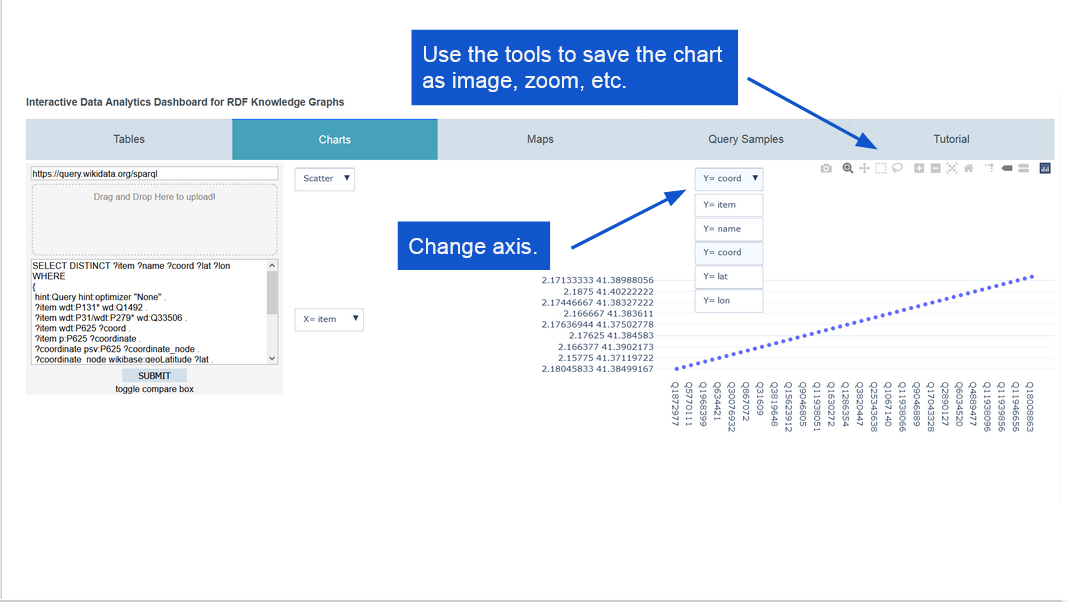 Use the tools to save the chart
as image, zoom, etc.
Interactive Data Analytics Dashboard for RDF Knowledge Graphs
Tables
Charts
Maps
Query Samples
Tutorial
https://query.wikidata.org/sparql
Drag and Drop Here to upload!
SELECT DISTINCT ?item ?name ?coord ?lat ?lon
WHERE
{
hint:Query hint:optimizer "None" .
?item wdt:P131* wd:Q1492 .
?item wdt:P31/wdt:P279* wd:Q33506 .
?item wdt:P625 ?coord .
?item p:P625 ?coordinate .
?coordinate psv:P625 ?coordinate_node .
?coordinate_node wikibase:geoLatitude ?lat .
SUBMIT
toggle compare box
Scatter
X= item
Change axis.
Y= coord
Y= item
Y= name
Y= coord
Y= lat
Y= lon
2.17133333 41.38988056
2.1875 41.40222222
2.17446667 41.38327222
2.166667 41.383611
2.17636944 41.37502778
2.17625 41.384583
2.166377 41.3902173
2.15775 41.37119722
2.18045833 41.38499167
Q1872977
Q5770111
Q1968399
Q634421
Q30076932
Q867072
Q31609
Q3819648
Q15623912
Q9046805
Q11938051
Q1630272
Q1286354
Q3820447
Q25343638
Q1067140
Q11938066
Q9046889
Q17043328
Q2890127
Q6034520
Q4889477
Q11938096
Q11939856
Q11946656
Q18008863